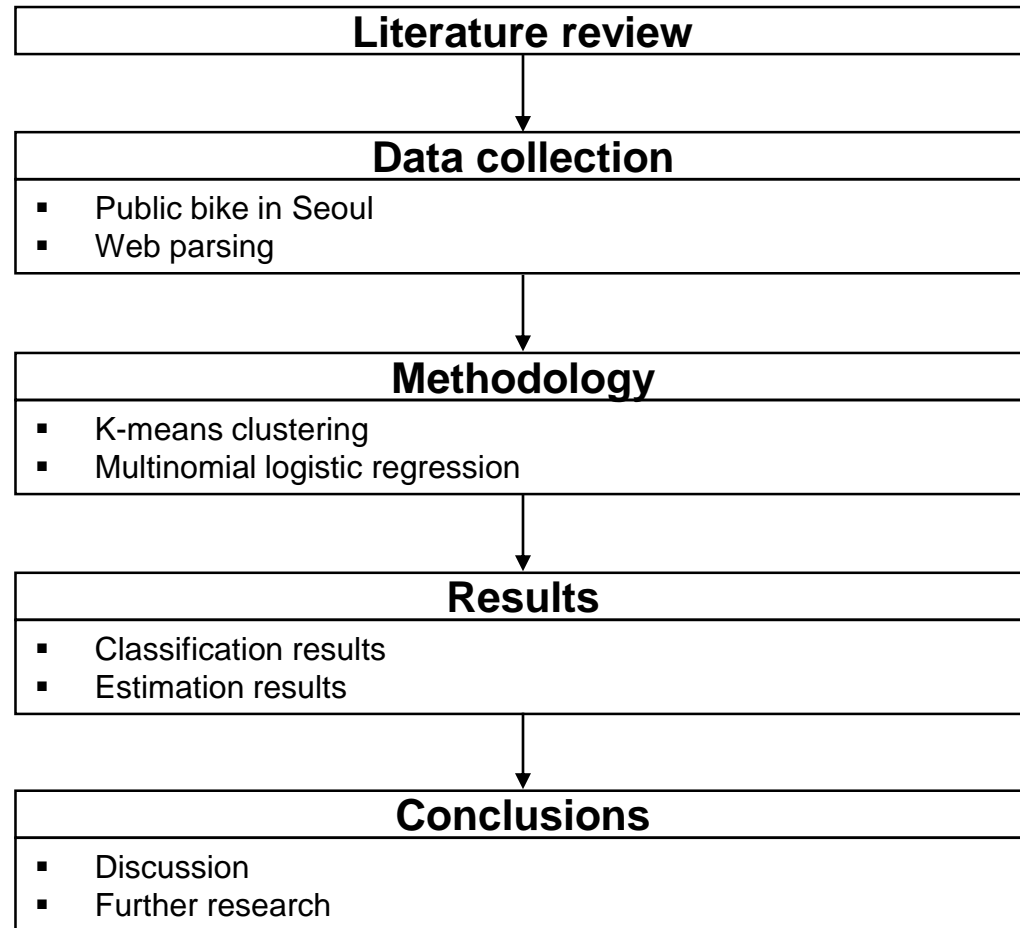 Literature review
Data collection
▪ Public bike in Seoul
▪ Web parsing
Methodology
▪ K-means clustering
▪ Multinomial logistic regression
Results
▪ Classification results
▪ Estimation results
Conclusions
▪ Discussion
▪ Further research